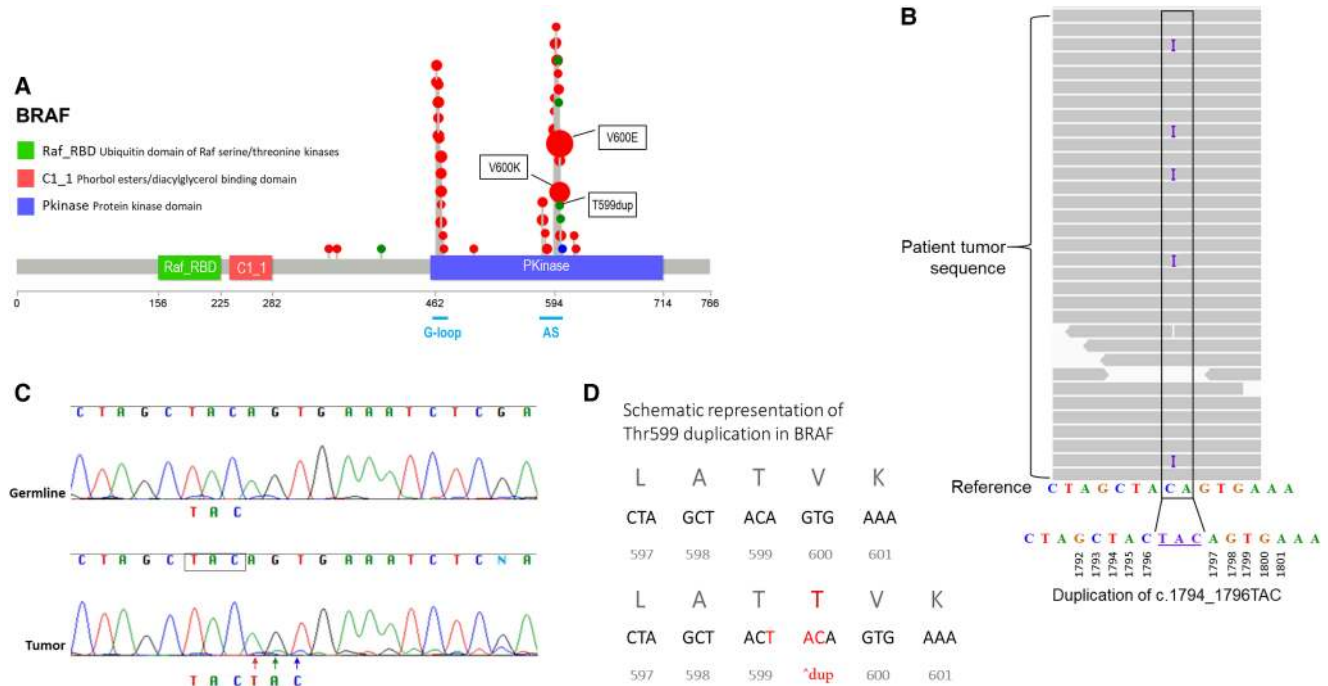 A
BRAF
Raf_RBD Ubiquitin domain of Raf serine/threonine kinases
C1_1 Phorbol esters/diacylglycerol binding domain
Pkinase Protein kinase domain
V600E
V600K
T599dup
Raf_RBD C1_1 PKinase
0 156 225 282 462 594 714 766
G-loop AS
B
I
I
I
I
I
Patient tumor
sequence
Reference C T A G C T A C A G T G A A A
C T A G C T A C T A C A G T G A A A
1792 1793 1794 1795 1796 1797 1798 1799 1800 1801
Duplication of c.1794_1796TAC
C
C T A G C T A C A G T G A A A T C T C G A
Germline
T A C
C T A G C T A C A G T G A A A T C T C N A
Tumor
T A C T A C
D
Schematic representation of
Thr599 duplication in BRAF
L A T V K
CTA GCT ACA GTG AAA
597 598 599 600 601
L A T T V K
CTA GCT ACT ACA GTG AAA
597 598 599 ^dup 600 601